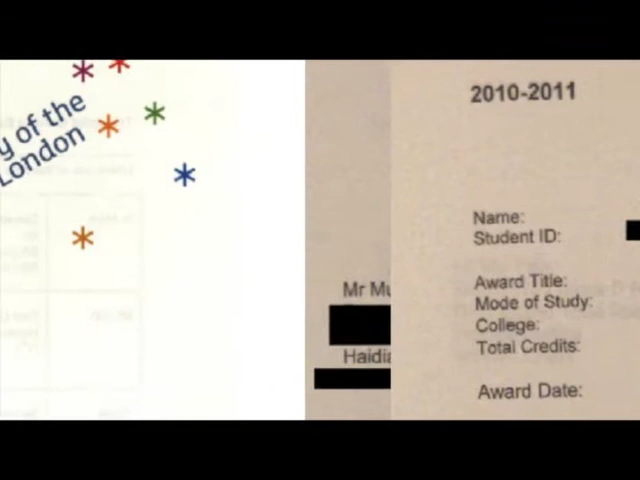 y of the
London
2010-2011
Name:
Student ID:
Award Title:
Mode of Study:
College:
Total Credits:
Award Date:
Mr Mu
Haidia